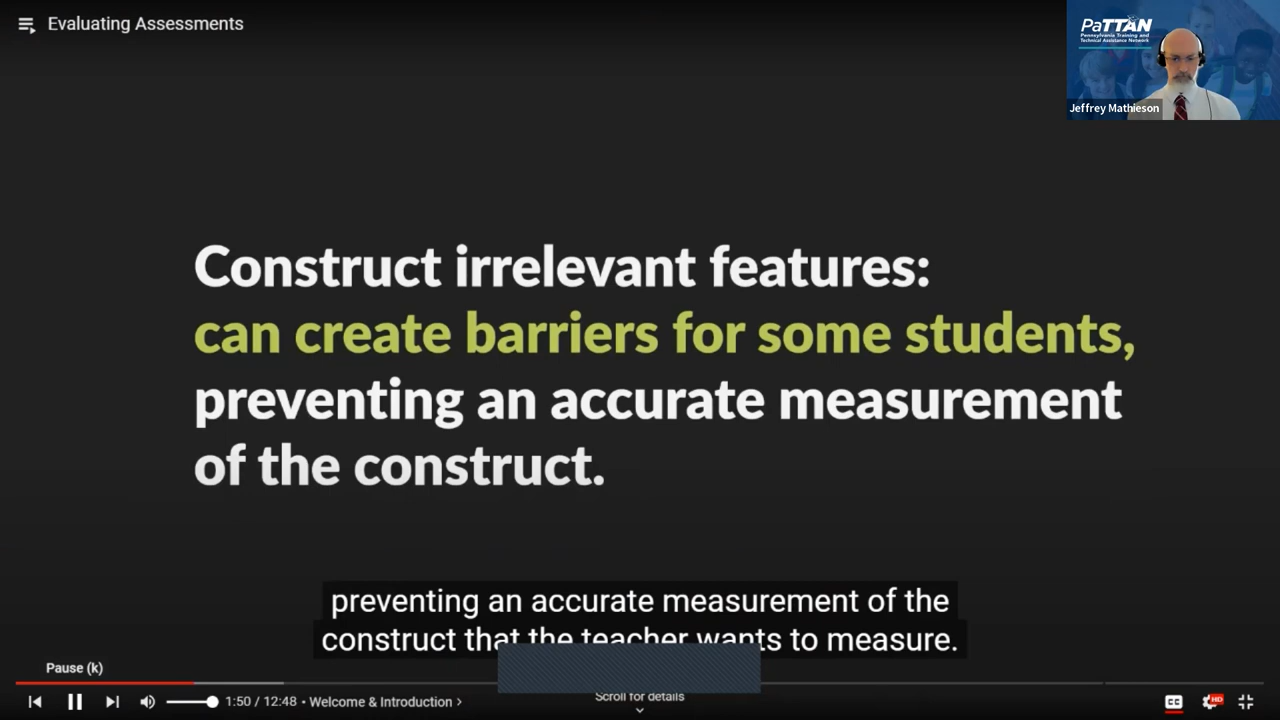 Evaluating Assessments
PaTTAN
Pennsylvania Training and
Technical Assistance Network
Jeffrey Mathieson
Construct irrelevant features:
can create barriers for some students,
preventing an accurate measurement
of the construct.
preventing an accurate measurement of the
construct that the teacher wants to measure.
Pause (k)
1:50 / 12:48 • Welcome & Introduction >
Scroll for details
CC
HD